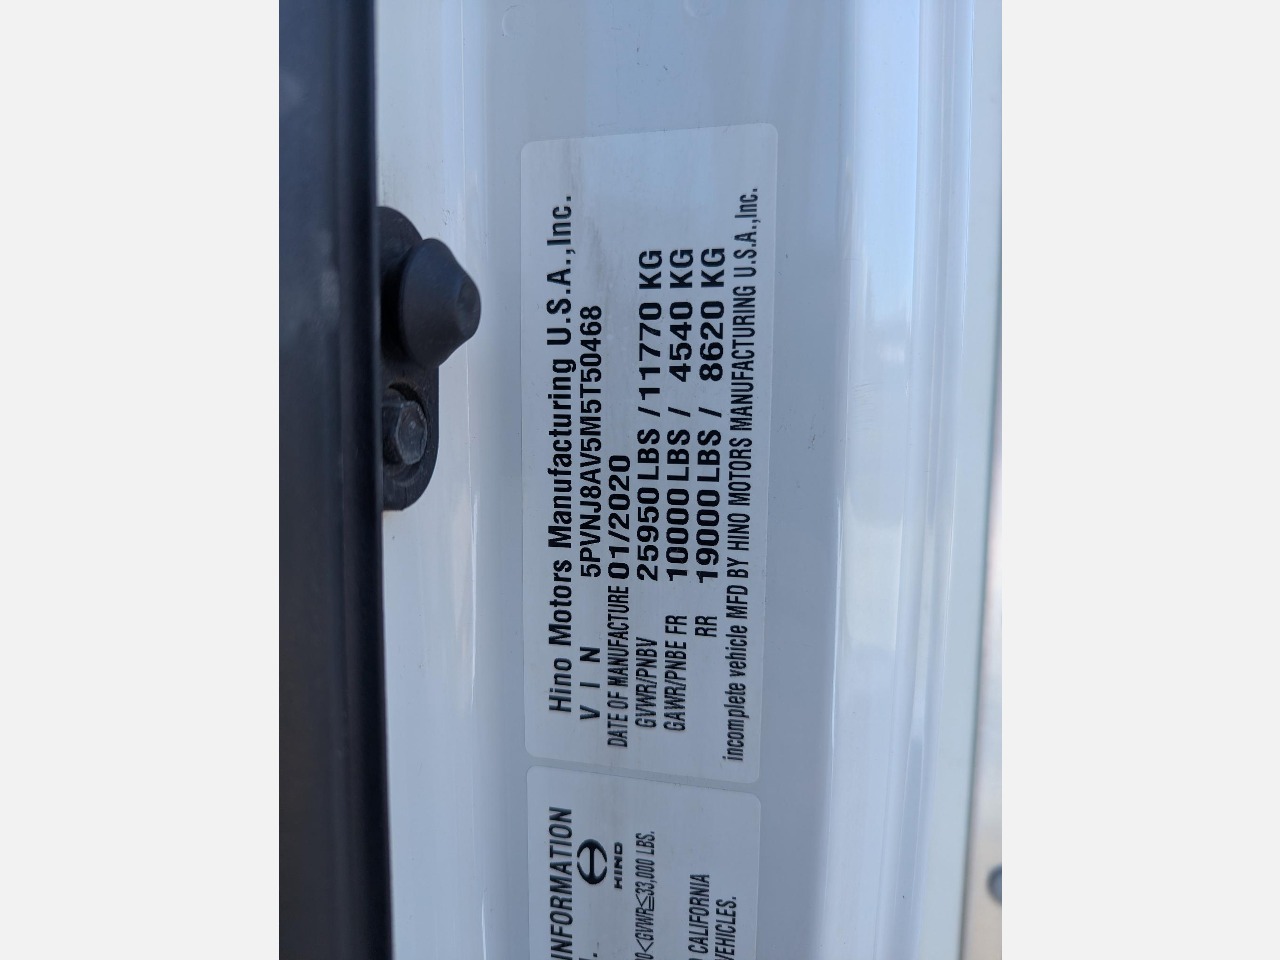 Hino Motors Manufacturing U.S.A.,Inc.
VIN 5PVNJ8AV5M5T50468
DATE OF MANUFACTURE 01/2020
GVWR/PNBV 25950 LBS / 11770 KG
GAWR/PNBE FR 10000 LBS / 4540 KG
RR 19000 LBS / 8620 KG
incomplete vehicle MFD BY HINO MOTORS MANUFACTURING U.S.A.,Inc.
INFORMATION
HINO
<GVWR≦33,000 LBS.
CALIFORNIA
VEHICLES.